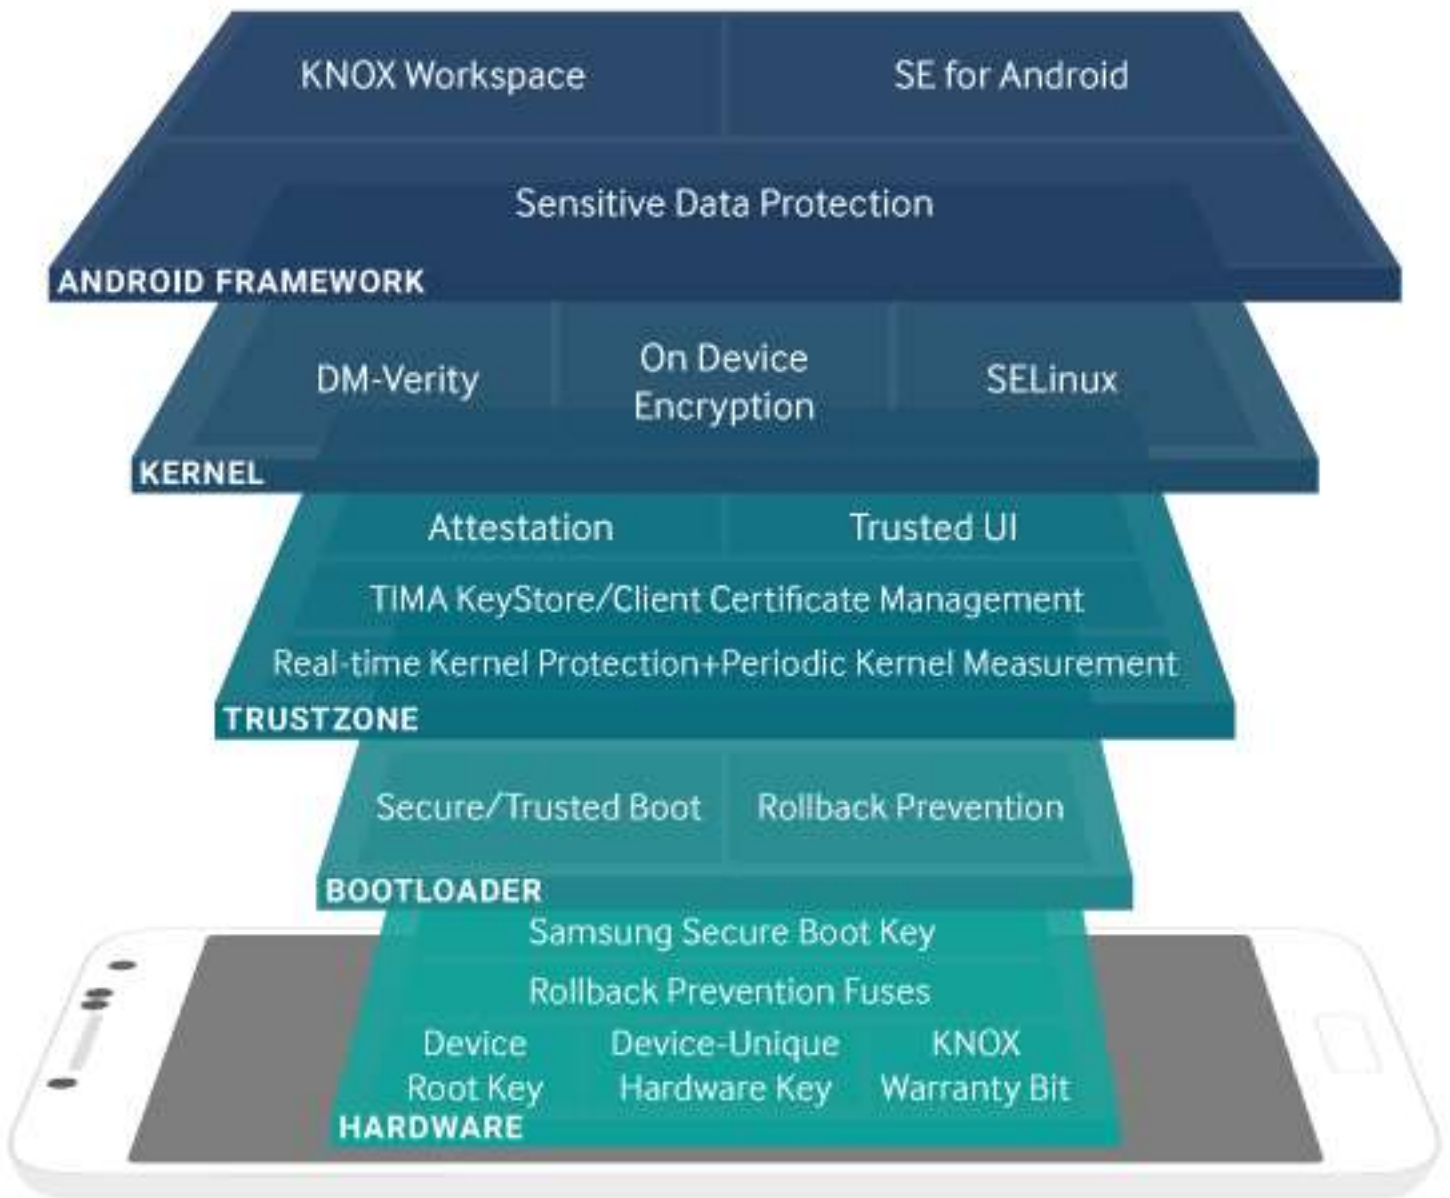 KNOX Workspace
SE for Android
Sensitive Data Protection
ANDROID FRAMEWORK
DM-Verity
On Device
Encryption
SELinux
KERNEL
Attestation
Trusted UI
TIMA KeyStore/Client Certificate Management
Real-time Kernel Protection+Periodic Kernel Measurement
TRUSTZONE
Secure/Trusted Boot
Rollback Prevention
BOOTLOADER
Samsung Secure Boot Key
Rollback Prevention Fuses
Device
Root Key
Device-Unique
Hardware Key
KNOX
Warranty Bit
HARDWARE